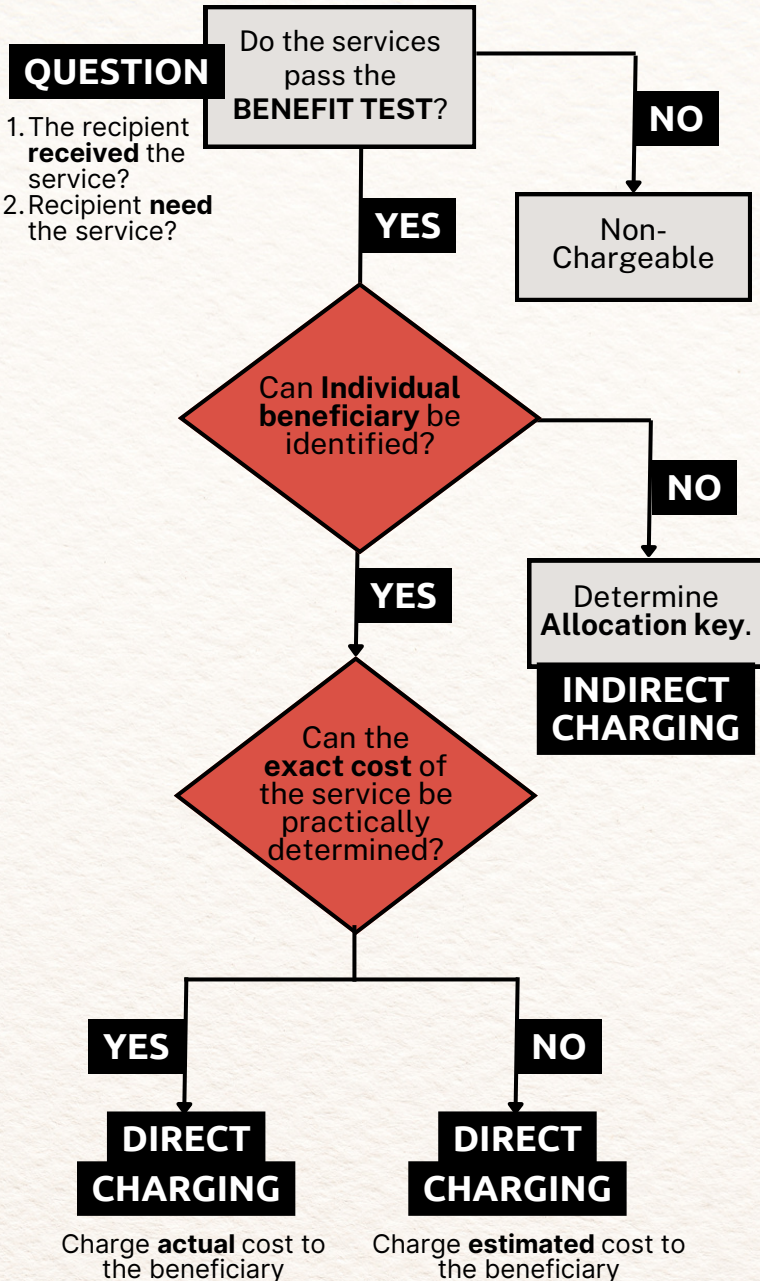 QUESTION
1. The recipient
received the
service?
2. Recipient need
the service?
Do the services
pass the
BENEFIT TEST?
NO
Non-
Chargeable
YES
Can Individual
beneficiary be
identified?
NO
Determine
Allocation key.
INDIRECT
CHARGING
YES
Can the
exact cost of
the service be
practically
determined?
YES
DIRECT
CHARGING
Charge actual cost to
the beneficiary
NO
DIRECT
CHARGING
Charge estimated cost to
the beneficiary